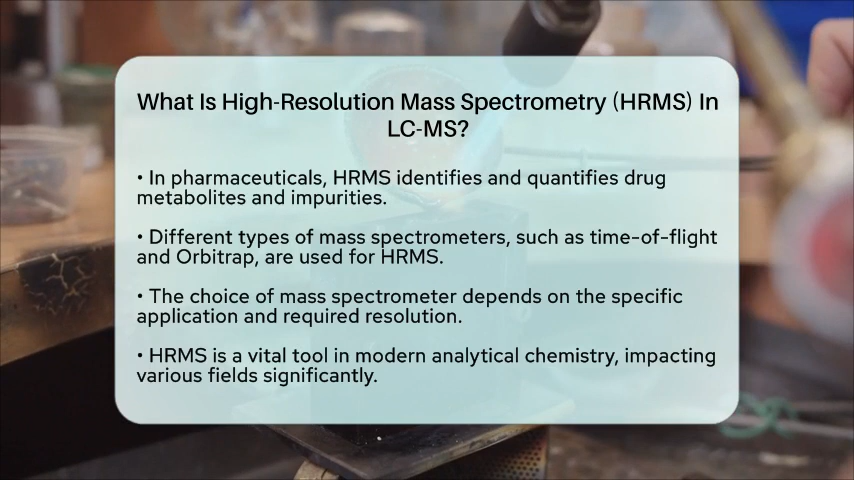 What Is High-Resolution Mass Spectrometry (HRMS) In
LC-MS?
• In pharmaceuticals, HRMS identifies and quantifies drug
metabolites and impurities.
• Different types of mass spectrometers, such as time-of-flight
and Orbitrap, are used for HRMS.
• The choice of mass spectrometer depends on the specific
application and required resolution.
• HRMS is a vital tool in modern analytical chemistry, impacting
various fields significantly.